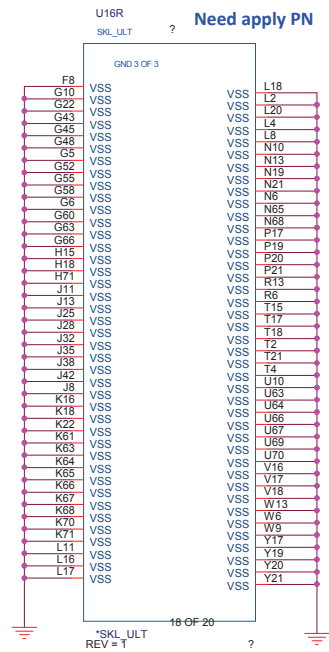 U16R
Need apply PN
SKL_ULT
?
GND 3 OF 3
F8 VSS
G10 VSS
G22 VSS
G43 VSS
G45 VSS
G48 VSS
G5 VSS
G52 VSS
G55 VSS
G58 VSS
G6 VSS
G60 VSS
G63 VSS
G66 VSS
H15 VSS
H18 VSS
H71 VSS
J11 VSS
J13 VSS
J25 VSS
J28 VSS
J32 VSS
J35 VSS
J38 VSS
J42 VSS
J8 VSS
K16 VSS
K18 VSS
K22 VSS
K61 VSS
K63 VSS
K64 VSS
K65 VSS
K66 VSS
K67 VSS
K68 VSS
K70 VSS
K71 VSS
L11 VSS
L16 VSS
L17 VSS
VSS L18
VSS L2
VSS L20
VSS L4
VSS L8
VSS N10
VSS N13
VSS N19
VSS N21
VSS N6
VSS N65
VSS N68
VSS P17
VSS P19
VSS P20
VSS P21
VSS R13
VSS R6
VSS T15
VSS T17
VSS T18
VSS T2
VSS T21
VSS T4
VSS U10
VSS U63
VSS U64
VSS U66
VSS U67
VSS U69
VSS U70
VSS V16
VSS V17
VSS V18
VSS W13
VSS W6
VSS W9
VSS Y17
VSS Y19
VSS Y20
VSS Y21
18 OF 20
*SKL_ULT
REV = 1
?